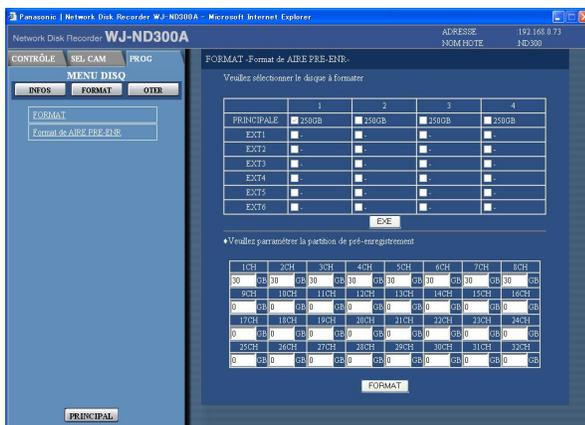 Panasonic | Network Disk Recorder WJ-ND300A - Microsoft Internet Explorer
Network Disk Recorder WJ-ND300A
ADRESSE :192.168.0.73
NOM HOTE :ND300
CONTRÔLE SEL CAM PROG
MENU DISQ
INFOS FORMAT OTER
FORMAT
Format de AIRE PRE-ENR
PRINCIPAL
FORMAT -Format de AIRE PRE-ENR-
Veuillez sélectionner le disque à formater
1 2 3 4
PRINCIPALE 250GB 250GB 250GB 250GB
EXT1 - - - -
EXT2 - - - -
EXT3 - - - -
EXT4 - - - -
EXT5 - - - -
EXT6 - - - -
EXE
♦Veuillez parramétrer la partition de pré-enregistrement
1CH 2CH 3CH 4CH 5CH 6CH 7CH 8CH
30 GB 30 GB 30 GB 30 GB 30 GB 30 GB 30 GB 30 GB
9CH 10CH 11CH 12CH 13CH 14CH 15CH 16CH
0 GB 0 GB 0 GB 0 GB 0 GB 0 GB 0 GB 0 GB
17CH 18CH 19CH 20CH 21CH 22CH 23CH 24CH
0 GB 0 GB 0 GB 0 GB 0 GB 0 GB 0 GB 0 GB
25CH 26CH 27CH 28CH 29CH 30CH 31CH 32CH
0 GB 0 GB 0 GB 0 GB 0 GB 0 GB 0 GB 0 GB
FORMAT